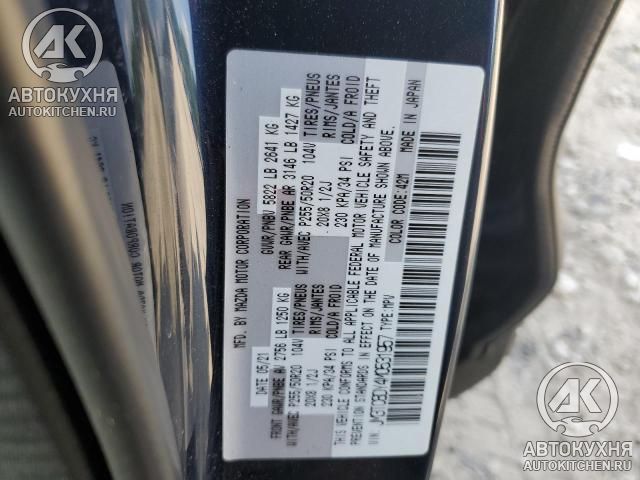 MFD. BY MAZDA MOTOR CORPORATION
DATE: 05/21 GVWR/PNBV 5822 LB 2641 KG
FRONT GAWR/PNBE AV 2756 LB 1250 KG REAR GAWR/PNBE AR 3146 LB 1427 KG
WITH/AVEC P255/50R20 104V TIRES/PNEUS WITH/AVEC P255/50R20 104V TIRES/PNEUS
20X8 1/2J RIMS/JANTES 20X8 1/2J RIMS/JANTES
230 KPA/34 PSI COLD/A FROID 230 KPA/34 PSI COLD/A FROID
THIS VEHICLE CONFORMS TO ALL APPLICABLE FEDERAL MOTOR VEHICLE SAFETY AND THEFT
PREVENTION STANDARDS IN EFFECT ON THE DATE OF MANUFACTURE SHOWN ABOVE.
VIN: TYPE:MPV COLOR CODE:42M
MADE IN JAPAN
АК
АВТОКУХНЯ
AUTOKITCHEN.RU
АК
АВТОКУХНЯ
AUTOKITCHEN.RU